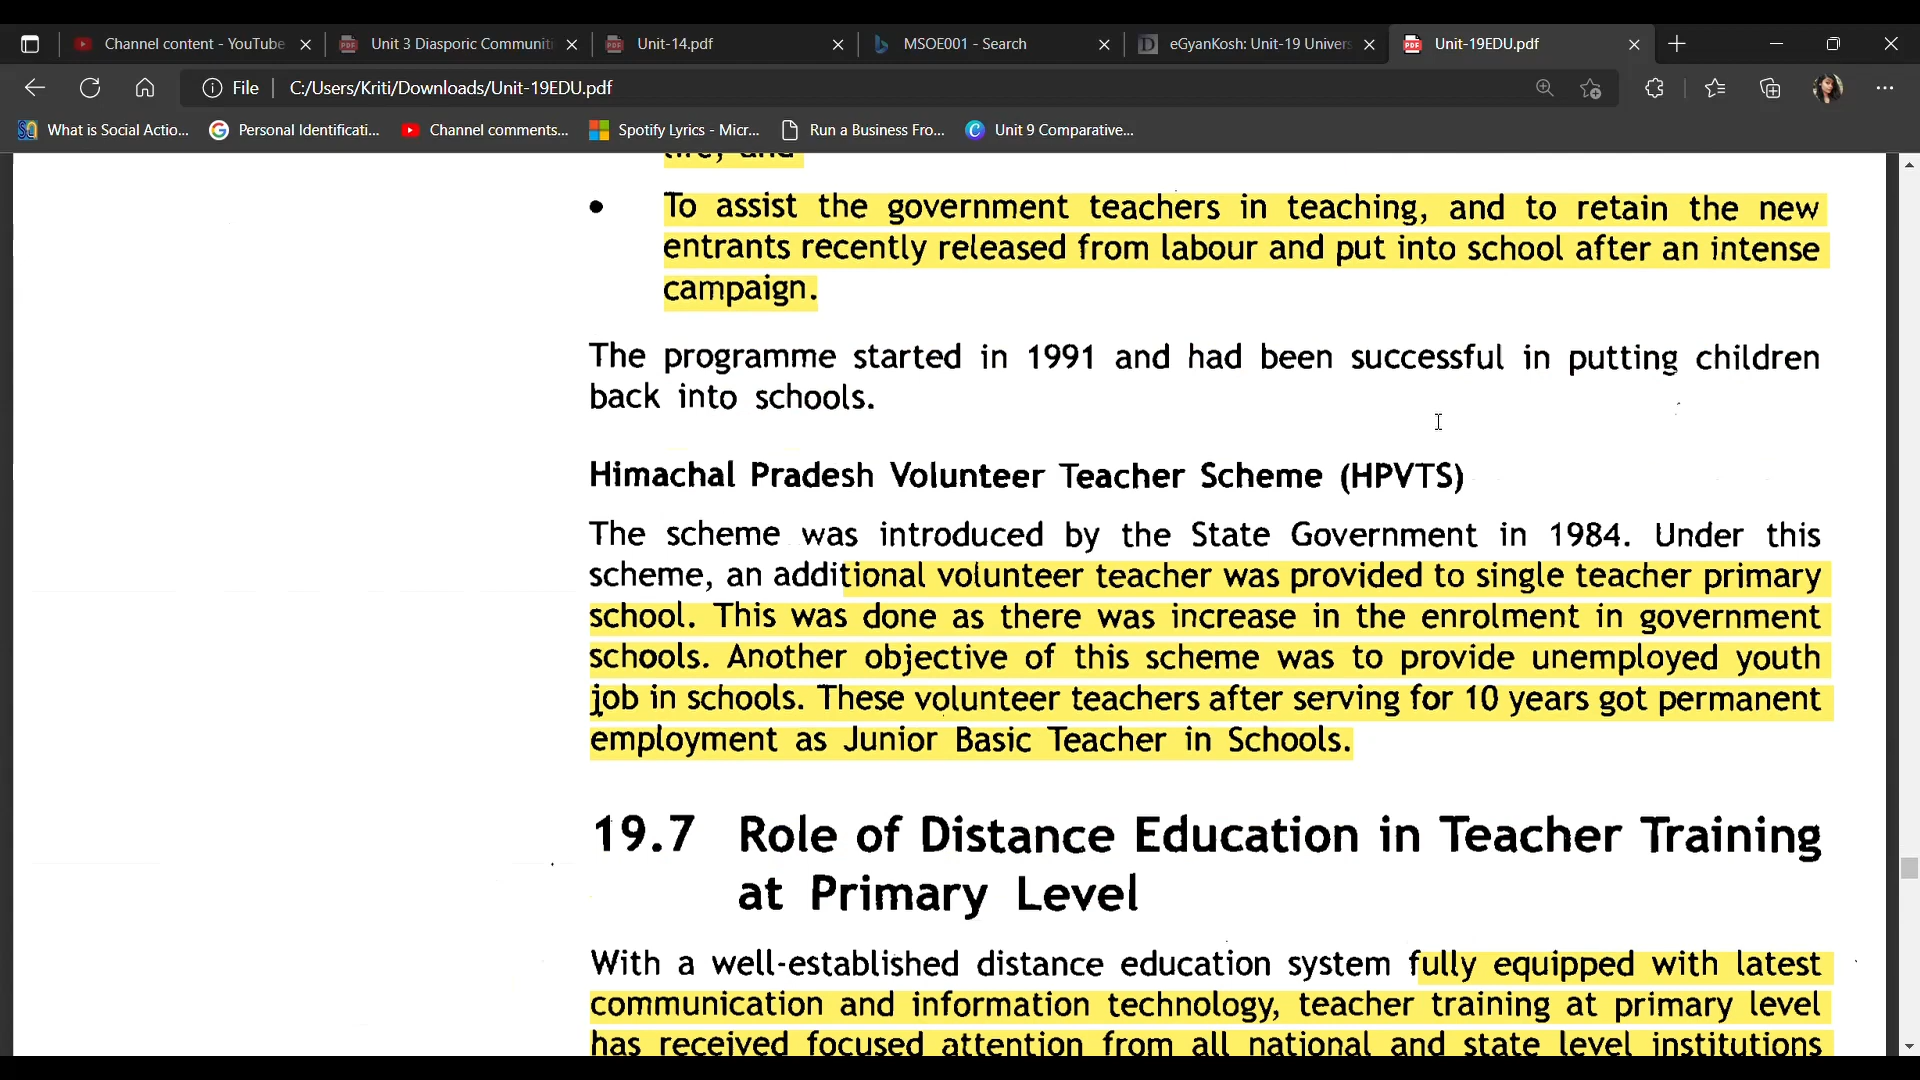 Channel content - YouTube
Unit 3 Diasporic Communiti
Unit-14.pdf
MSOE001 - Search
eGyanKosh: Unit-19 Univers
Unit-19EDU.pdf
File
C:/Users/Kriti/Downloads/Unit-19EDU.pdf
What is Social Actio...
Personal Identificati...
Channel comments...
Spotify Lyrics - Micr...
Run a Business Fro...
Unit 9 Comparative...
life, and
• To assist the government teachers in teaching, and to retain the new
entrants recently released from labour and put into school after an intense
campaign.
The programme started in 1991 and had been successful in putting children
back into schools.
Himachal Pradesh Volunteer Teacher Scheme (HPVTS)
The scheme was introduced by the State Government in 1984. Under this
scheme, an additional volunteer teacher was provided to single teacher primary
school. This was done as there was increase in the enrolment in government
schools. Another objective of this scheme was to provide unemployed youth
job in schools. These volunteer teachers after serving for 10 years got permanent
employment as Junior Basic Teacher in Schools.
19.7 Role of Distance Education in Teacher Training
at Primary Level
With a well-established distance education system fully equipped with latest
communication and information technology, teacher training at primary level
has received focused attention from all national and state level institutions